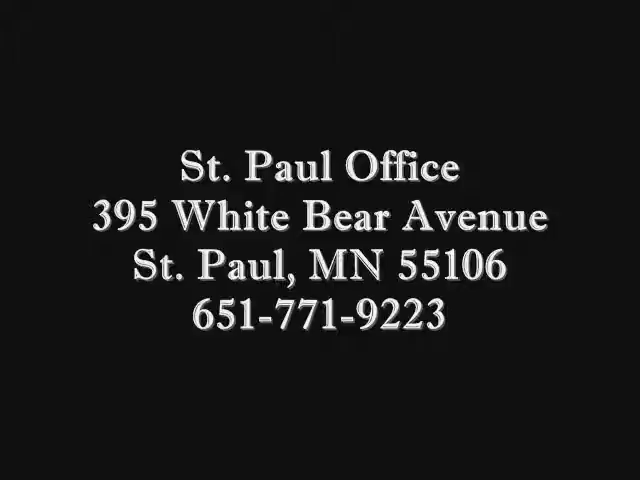 St. Paul Office
395 White Bear Avenue
St. Paul, MN 55106
651-771-9223